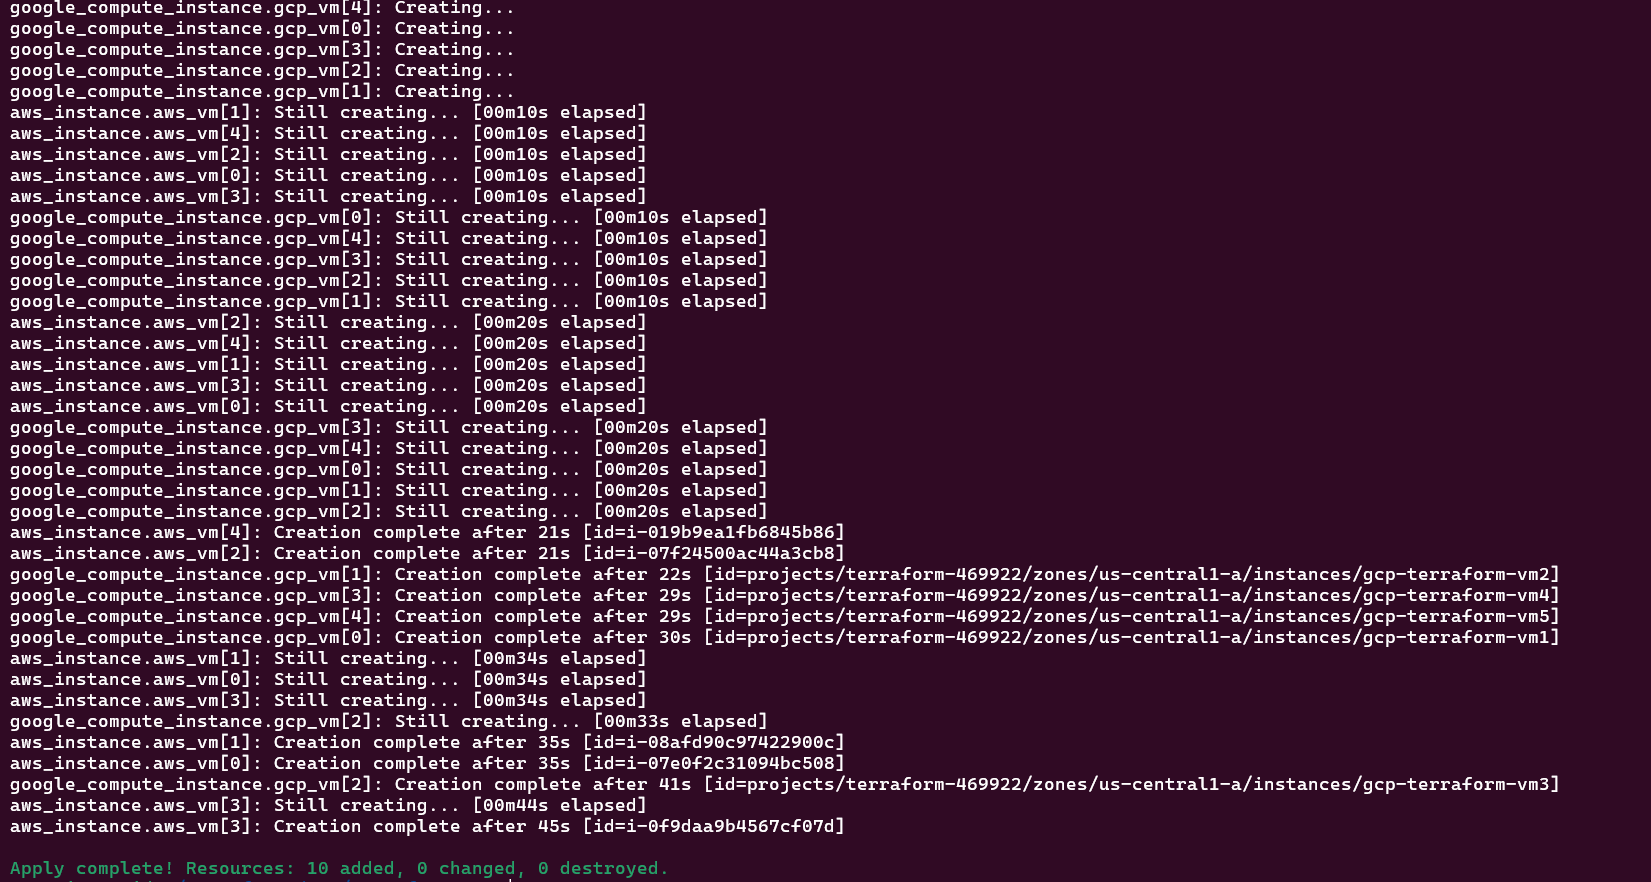 google_compute_instance.gcp_vm[4]: Creating...
google_compute_instance.gcp_vm[0]: Creating...
google_compute_instance.gcp_vm[3]: Creating...
google_compute_instance.gcp_vm[2]: Creating...
google_compute_instance.gcp_vm[1]: Creating...
aws_instance.aws_vm[1]: Still creating... [00m10s elapsed]
aws_instance.aws_vm[4]: Still creating... [00m10s elapsed]
aws_instance.aws_vm[2]: Still creating... [00m10s elapsed]
aws_instance.aws_vm[0]: Still creating... [00m10s elapsed]
aws_instance.aws_vm[3]: Still creating... [00m10s elapsed]
google_compute_instance.gcp_vm[0]: Still creating... [00m10s elapsed]
google_compute_instance.gcp_vm[4]: Still creating... [00m10s elapsed]
google_compute_instance.gcp_vm[3]: Still creating... [00m10s elapsed]
google_compute_instance.gcp_vm[2]: Still creating... [00m10s elapsed]
google_compute_instance.gcp_vm[1]: Still creating... [00m10s elapsed]
aws_instance.aws_vm[2]: Still creating... [00m20s elapsed]
aws_instance.aws_vm[4]: Still creating... [00m20s elapsed]
aws_instance.aws_vm[1]: Still creating... [00m20s elapsed]
aws_instance.aws_vm[3]: Still creating... [00m20s elapsed]
aws_instance.aws_vm[0]: Still creating... [00m20s elapsed]
google_compute_instance.gcp_vm[3]: Still creating... [00m20s elapsed]
google_compute_instance.gcp_vm[4]: Still creating... [00m20s elapsed]
google_compute_instance.gcp_vm[0]: Still creating... [00m20s elapsed]
google_compute_instance.gcp_vm[1]: Still creating... [00m20s elapsed]
google_compute_instance.gcp_vm[2]: Still creating... [00m20s elapsed]
aws_instance.aws_vm[4]: Creation complete after 21s [id=i-019b9ea1fb6845b86]
aws_instance.aws_vm[2]: Creation complete after 21s [id=i-07f24500ac44a3cb8]
google_compute_instance.gcp_vm[1]: Creation complete after 22s [id=projects/terraform-469922/zones/us-central1-a/instances/gcp-terraform-vm2]
google_compute_instance.gcp_vm[3]: Creation complete after 29s [id=projects/terraform-469922/zones/us-central1-a/instances/gcp-terraform-vm4]
google_compute_instance.gcp_vm[4]: Creation complete after 29s [id=projects/terraform-469922/zones/us-central1-a/instances/gcp-terraform-vm5]
google_compute_instance.gcp_vm[0]: Creation complete after 30s [id=projects/terraform-469922/zones/us-central1-a/instances/gcp-terraform-vm1]
aws_instance.aws_vm[1]: Still creating... [00m34s elapsed]
aws_instance.aws_vm[0]: Still creating... [00m34s elapsed]
aws_instance.aws_vm[3]: Still creating... [00m34s elapsed]
google_compute_instance.gcp_vm[2]: Still creating... [00m33s elapsed]
aws_instance.aws_vm[1]: Creation complete after 35s [id=i-08afd90c97422900c]
aws_instance.aws_vm[0]: Creation complete after 35s [id=i-07e0f2c31094bc508]
google_compute_instance.gcp_vm[2]: Creation complete after 41s [id=projects/terraform-469922/zones/us-central1-a/instances/gcp-terraform-vm3]
aws_instance.aws_vm[3]: Still creating... [00m44s elapsed]
aws_instance.aws_vm[3]: Creation complete after 45s [id=i-0f9daa9b4567cf07d]
Apply complete! Resources: 10 added, 0 changed, 0 destroyed.